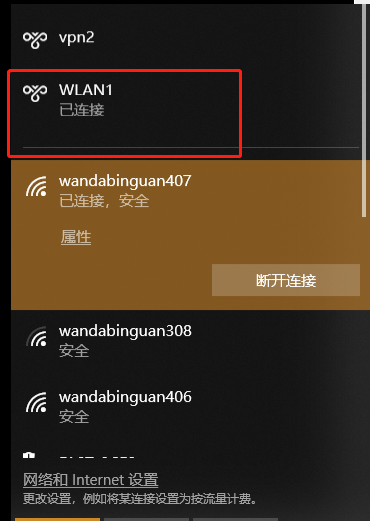 vpn2
WLAN1
已连接
wandabinguan407
已连接，安全
属性
断开连接
wandabinguan308
安全
wandabinguan406
安全
网络和 Internet 设置
更改设置，例如将某连接设置为按流量计费。